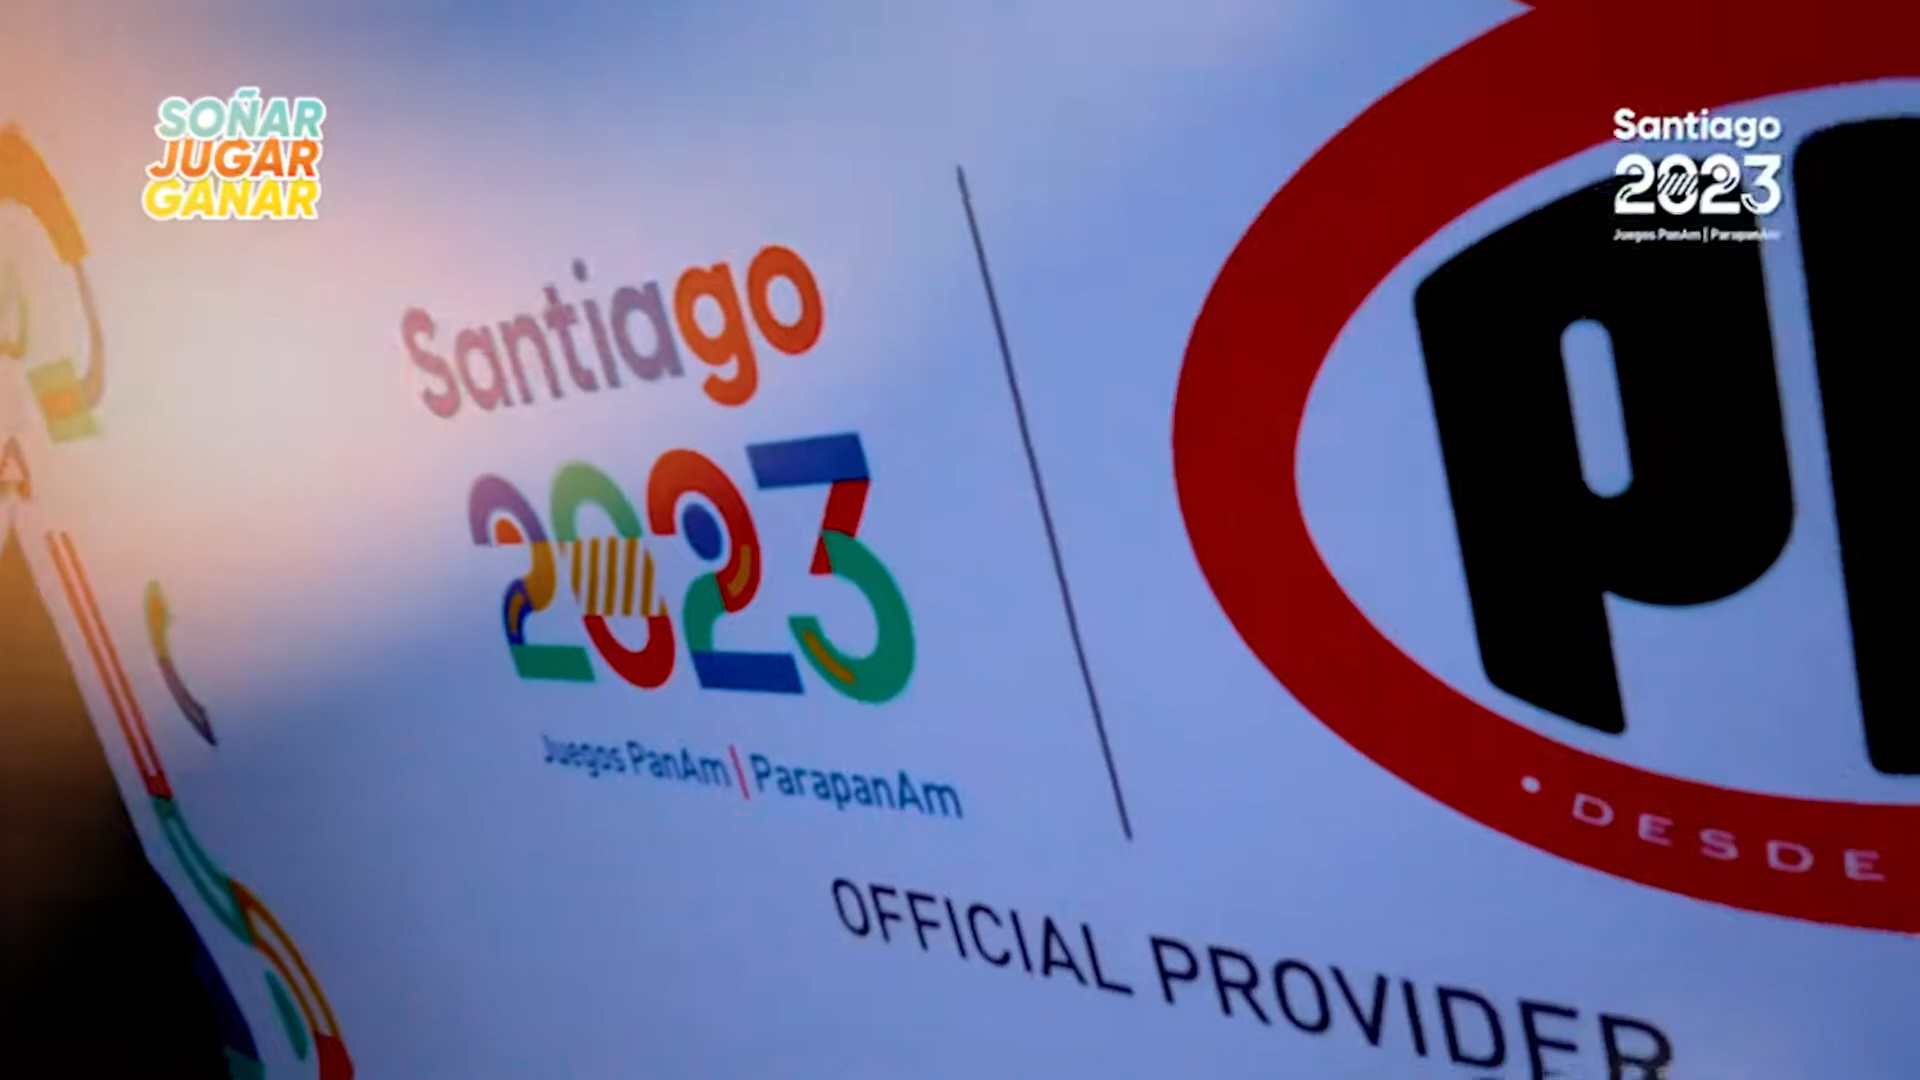 SOÑAR
JUGAR
GANAR
Santiago
2023
Juegos PanAm | ParapanAm
Santiago
2023
Juegos PanAm | ParapanAm
OFFICIAL PROVIDER
• DESDE